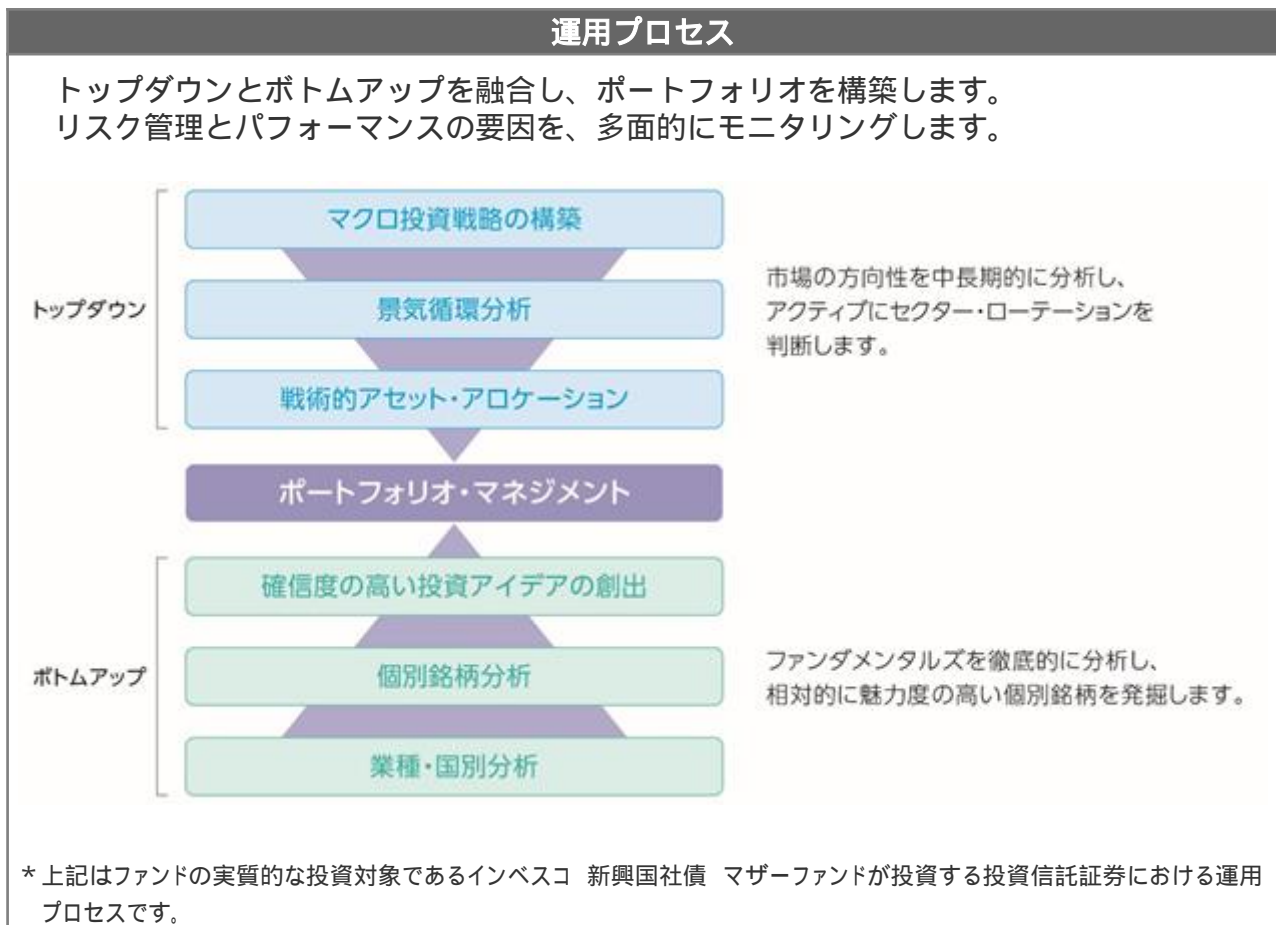 運用プロセス
トップダウンとボトムアップを融合し、ポートフォリオを構築します。
リスク管理とパフォーマンスの要因を、多面的にモニタリングします。
トップダウン
マクロ投資戦略の構築
景気循環分析
戦術的アセット・アロケーション
市場の方向性を中長期的に分析し、
アクティブにセクター・ローテーションを
判断します。
ポートフォリオ・マネジメント
ボトムアップ
確信度の高い投資アイデアの創出
個別銘柄分析
業種・国別分析
ファンダメンタルズを徹底的に分析し、
相対的に魅力度の高い個別銘柄を発掘します。
*上記はファンドの実質的な投資対象であるインベスコ 新興国社債 マザーファンドが投資する投資信託証券における運用
プロセスです。